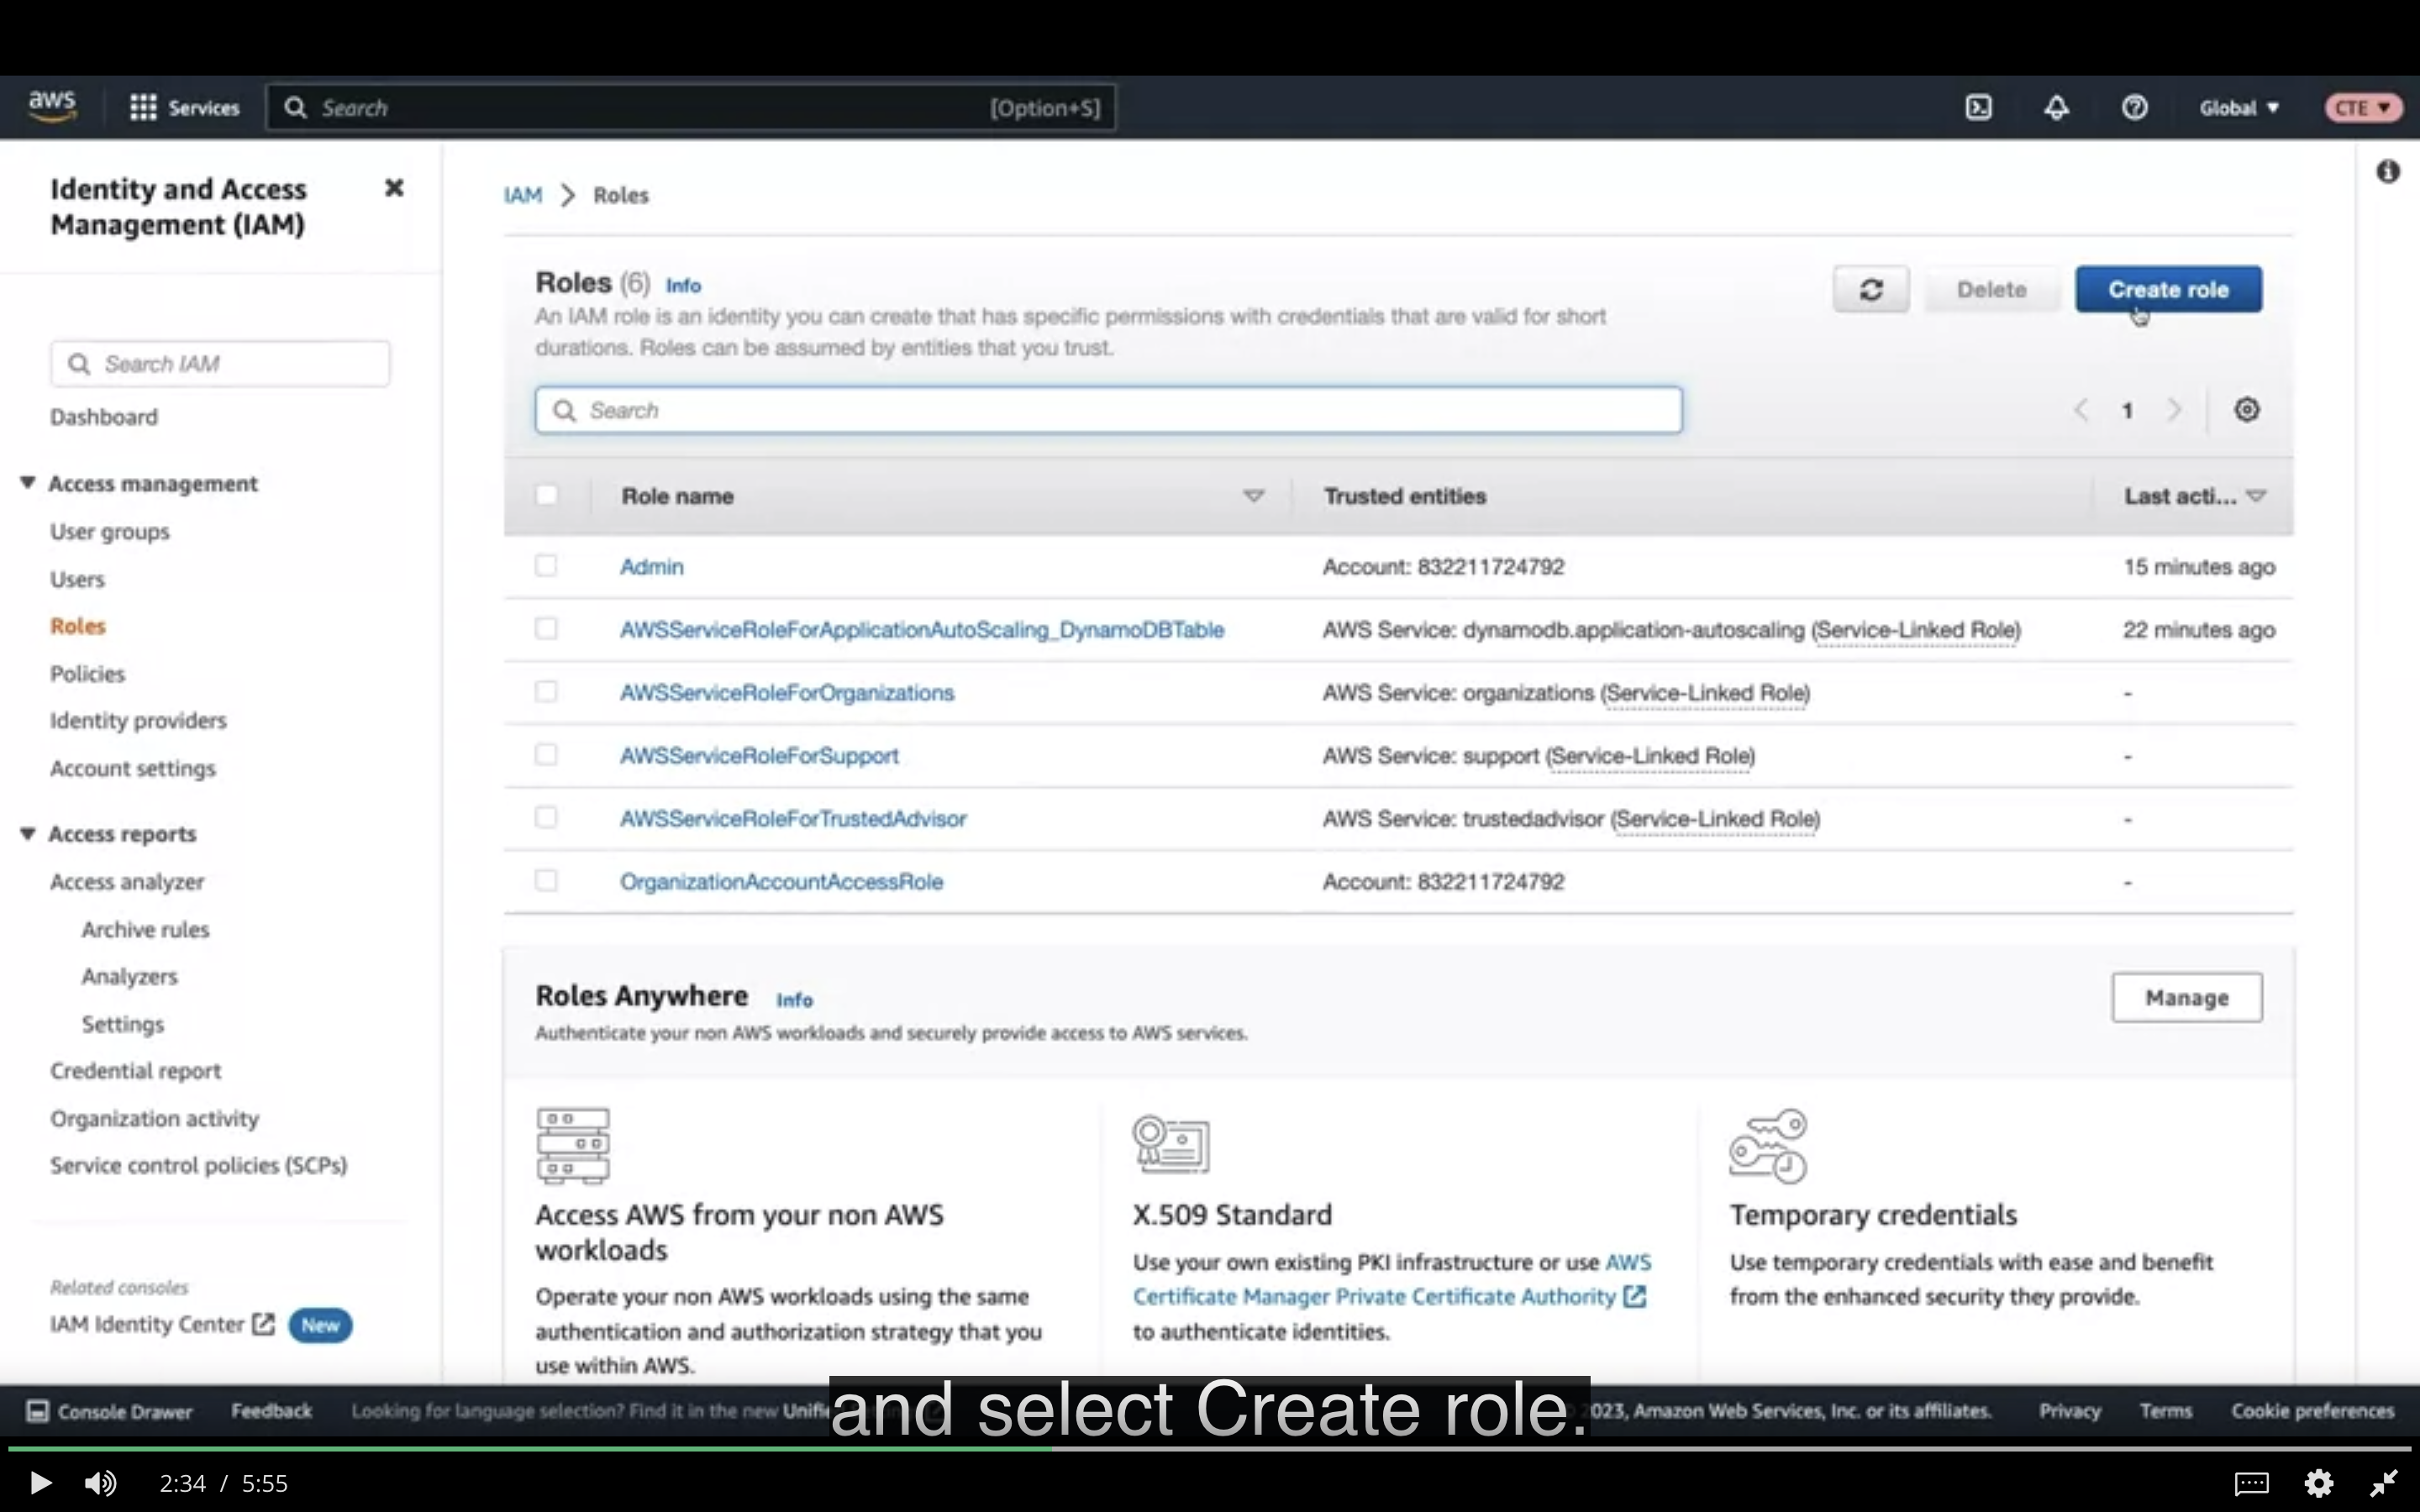 aws
Services
Search
[Option+S]
Global
CTE
Identity and Access
Management (IAM)
Search IAM
Dashboard
Access management
User groups
Users
Roles
Policies
Identity providers
Account settings
Access reports
Access analyzer
Archive rules
Analyzers
Settings
Credential report
Organization activity
Service control policies (SCPs)
Related consoles
IAM Identity Center New
IAM > Roles
Roles (6) Info
Delete
Create role
An IAM role is an identity you can create that has specific permissions with credentials that are valid for short
durations. Roles can be assumed by entities that you trust.
Search
1
Role name Trusted entities Last acti...
Admin Account: 832211724792 15 minutes ago
AWSServiceRoleForApplicationAutoScaling_DynamoDBTable AWS Service: dynamodb.application-autoscaling (Service-Linked Role) 22 minutes ago
AWSServiceRoleForOrganizations AWS Service: organizations (Service-Linked Role) -
AWSServiceRoleForSupport AWS Service: support (Service-Linked Role) -
AWSServiceRoleForTrustedAdvisor AWS Service: trustedadvisor (Service-Linked Role) -
OrganizationAccountAccessRole Account: 832211724792 -
Roles Anywhere Info
Manage
Authenticate your non AWS workloads and securely provide access to AWS services.
Access AWS from your non AWS
workloads
Operate your non AWS workloads using the same
authentication and authorization strategy that you
use within AWS.
X.509 Standard
Use your own existing PKI infrastructure or use AWS
Certificate Manager Private Certificate Authority
to authenticate identities.
Temporary credentials
Use temporary credentials with ease and benefit
from the enhanced security they provide.
Console Drawer
Feedback
Looking for language selection? Find it in the new Unifi
and select Create role.
023, Amazon Web Services, Inc. or its affiliates.
Privacy
Terms
Cookie preferences
2:34 / 5:55